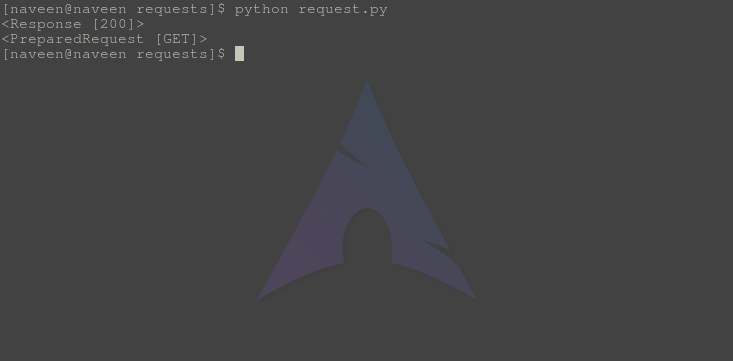 [naveen@naveen requests]$ python request.py
<Response [200]>
<PreparedRequest [GET]>
[naveen@naveen requests]$